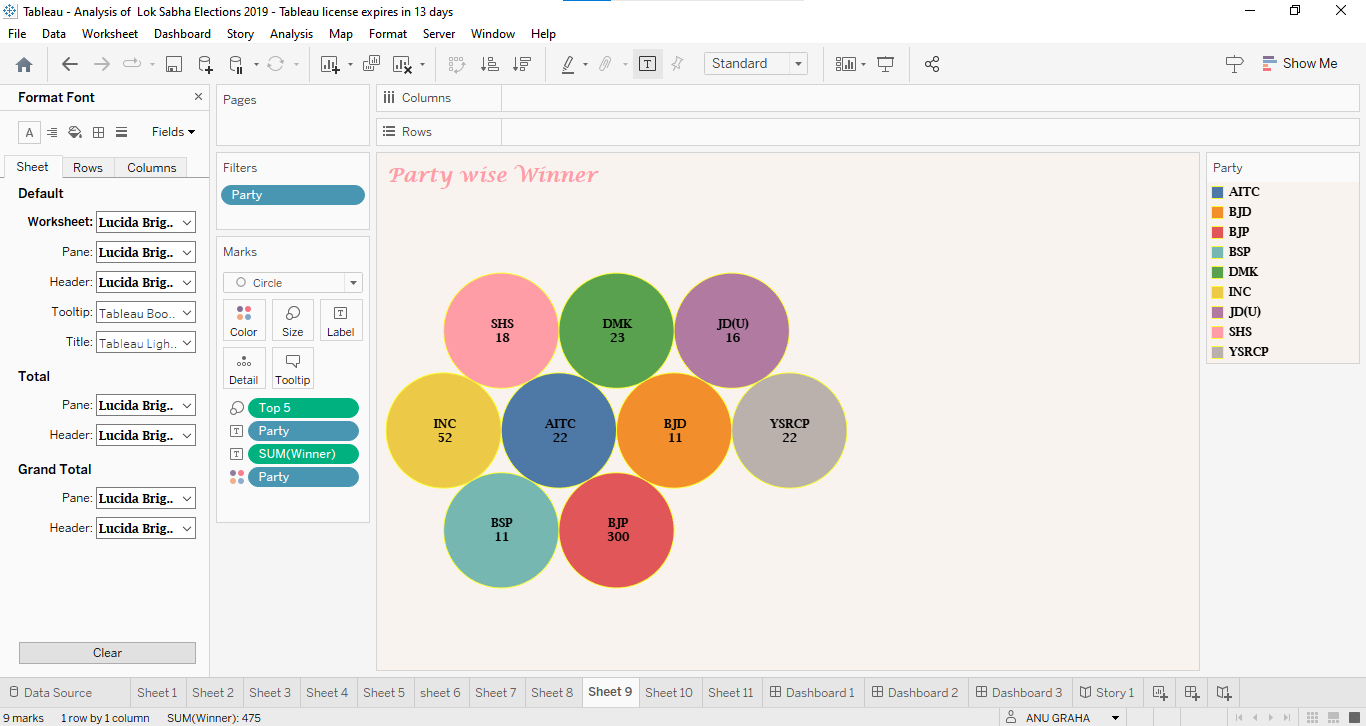 Tableau - Analysis of Lok Sabha Elections 2019 - Tableau license expires in 13 days
File Data Worksheet Dashboard Story Analysis Map Format Server Window Help
Standard
Show Me
Format Font
A
Fields
Sheet Rows Columns
Default
Worksheet: Lucida Brig..
Pane: Lucida Brig..
Header: Lucida Brig..
Tooltip: Tableau Boo..
Title: Tableau Ligh..
Total
Pane: Lucida Brig..
Header: Lucida Brig..
Grand Total
Pane: Lucida Brig..
Header: Lucida Brig..
Clear
Pages
Filters
Party
Marks
Circle
Color Size Label
Detail Tooltip
Top 5
Party
SUM(Winner)
Party
Columns
Rows
Party wise Winner
SHS
18
DMK
23
JD(U)
16
INC
52
AITC
22
BJD
11
YSRCP
22
BSP
11
BJP
300
Party
AITC
BJD
BJP
BSP
DMK
INC
JD(U)
SHS
YSRCP
Data Source Sheet 1 Sheet 2 Sheet 3 Sheet 4 Sheet 5 sheet 6 Sheet 7 Sheet 8 Sheet 9 Sheet 10 Sheet 11 Dashboard 1 Dashboard 2 Dashboard 3 Story 1
9 marks 1 row by 1 column SUM(Winner): 475 ANU GRAHA